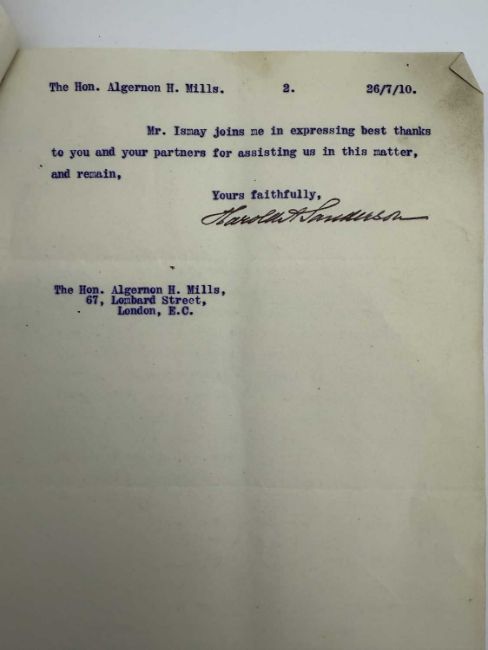 The Hon. Algernon H. Mills. 2. 26/7/10.
Mr. Ismay joins me in expressing best thanks
to you and your partners for assisting us in this matter,
and remain,
Yours faithfully,
Harold A Sanderson
The Hon. Algernon H. Mills,
67, Lombard Street,
London, E.C.